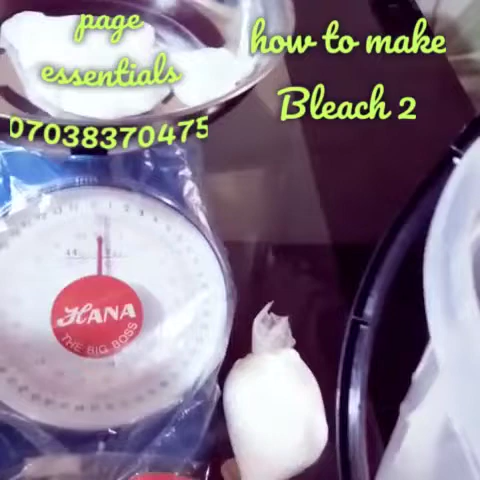 page
essentials
07038370475
how to make
Bleach 2
HANA
THE BIG BOSS